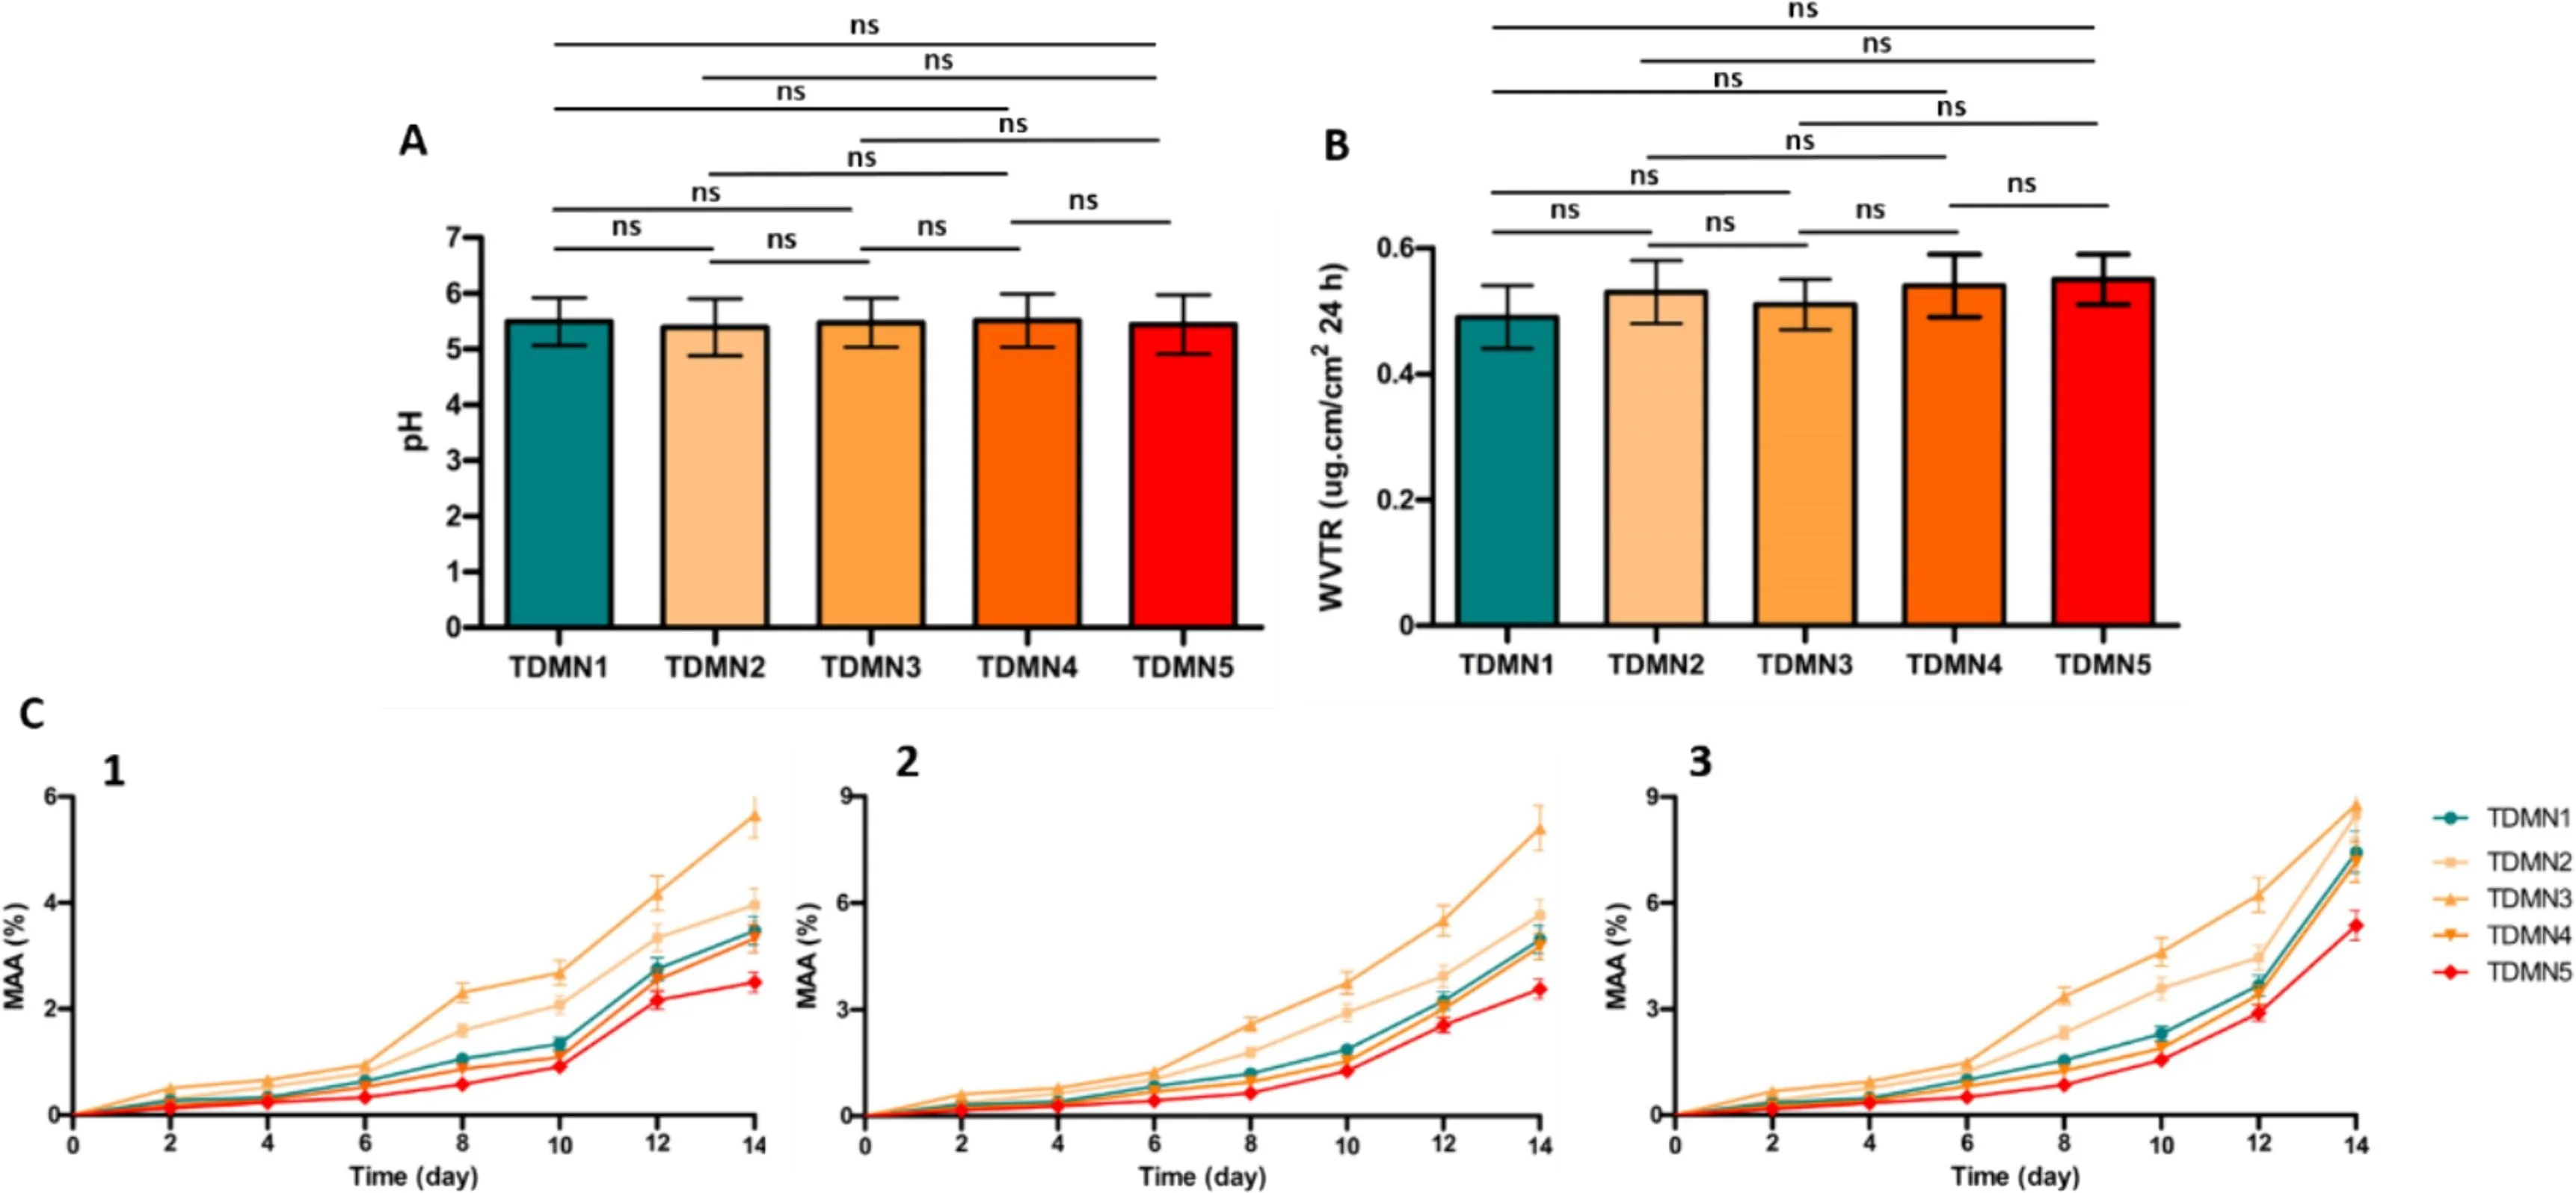 ns
ns
ns
ns
ns
ns
ns
ns
ns
ns
A
7
6
5
4
3
2
1
0
pH
TDMN1 TDMN2 TDMN3 TDMN4 TDMN5
ns
ns
ns
ns
ns
ns
ns
ns
ns
ns
B
0.6
0.4
0.2
0
WVTR (ug.cm/cm² 24 h)
TDMN1 TDMN2 TDMN3 TDMN4 TDMN5
C
1
6
4
2
0
MAA (%)
0 2 4 6 8 10 12 14
Time (day)
2
9
6
3
0
MAA (%)
0 2 4 6 8 10 12 14
Time (day)
3
9
6
3
0
MAA (%)
0 2 4 6 8 10 12 14
Time (day)
TDMN1
TDMN2
TDMN3
TDMN4
TDMN5